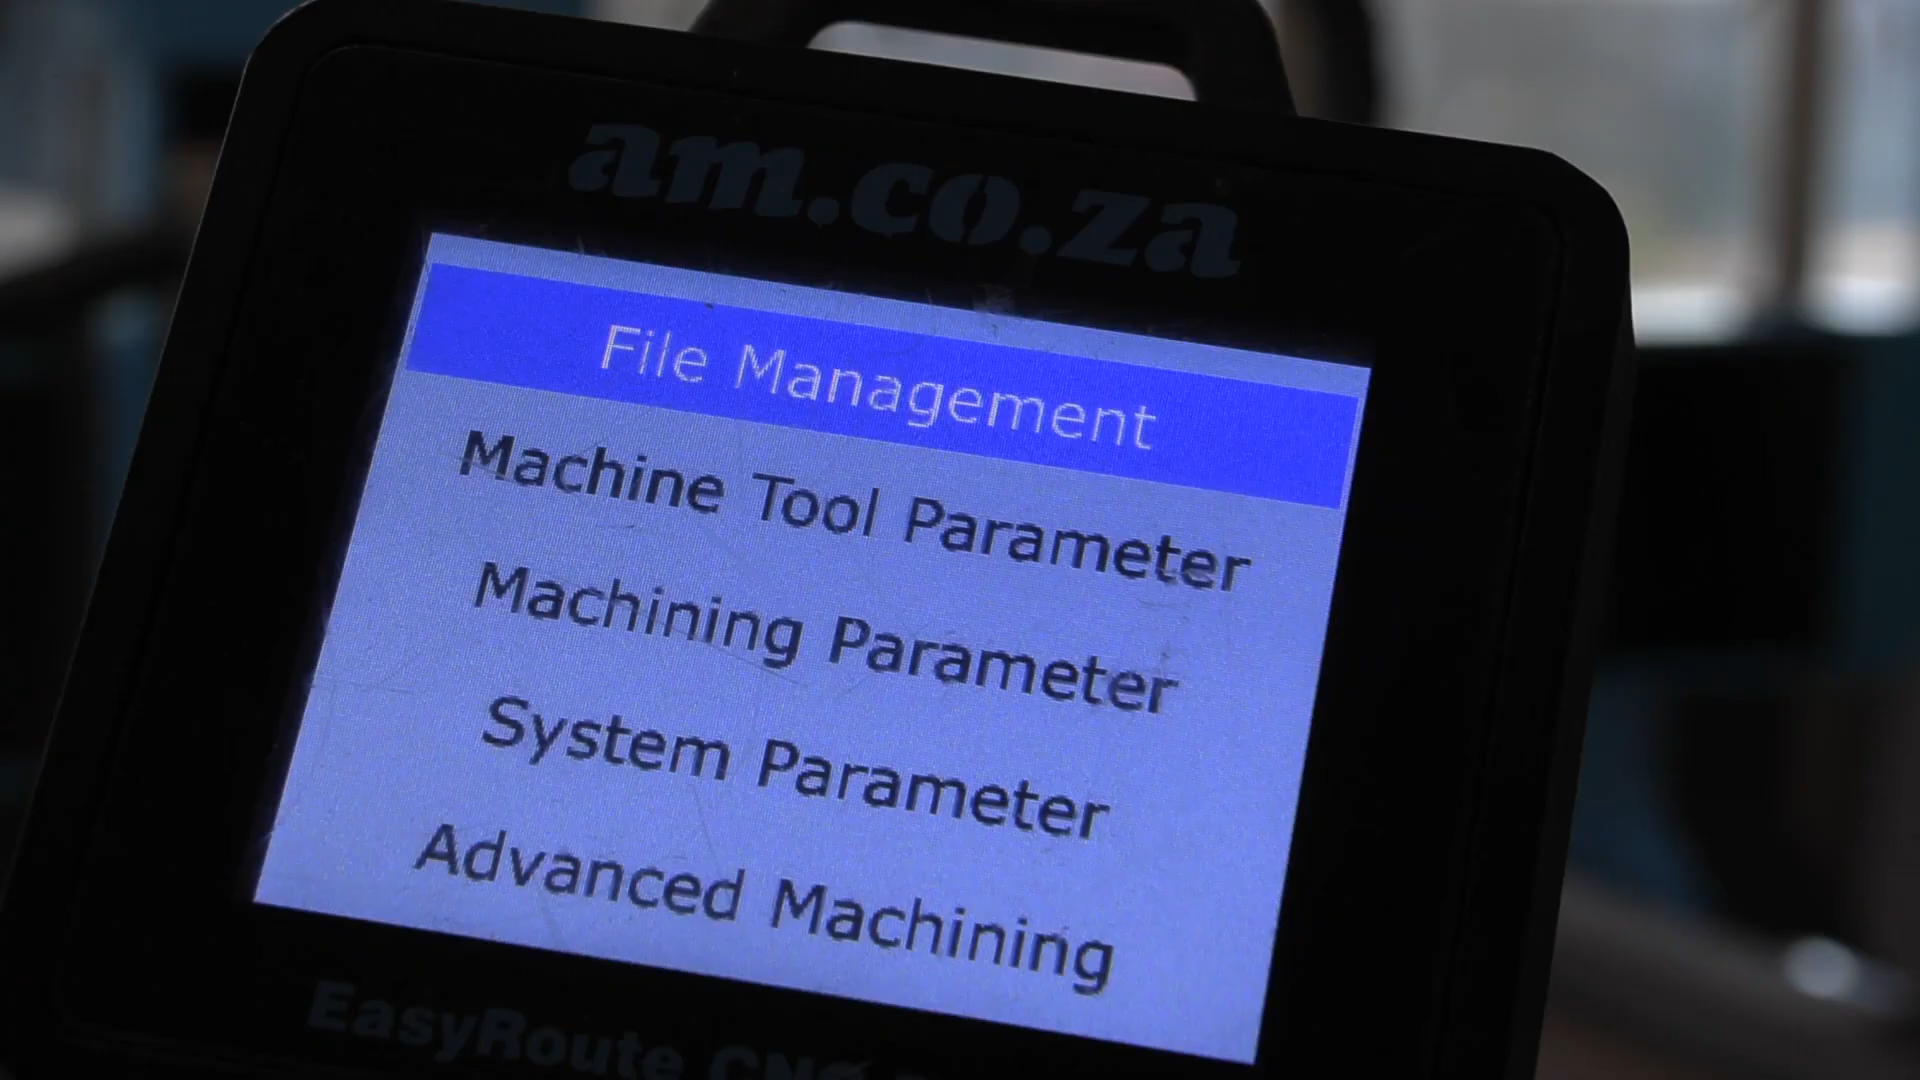 am.co.za
File Management
Machine Tool Parameter
Machining Parameter
System Parameter
Advanced Machining
EasyRoute CNC